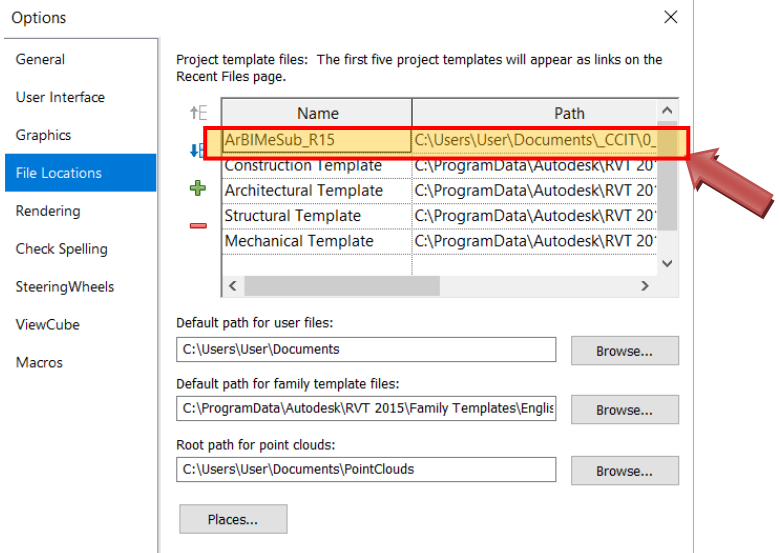 Options
General
User Interface
Graphics
File Locations
Rendering
Check Spelling
SteeringWheels
ViewCube
Macros
Project template files: The first five project templates will appear as links on the
Recent Files page.
Name Path
ArBIMeSub_R15 C:\Users\User\Documents\_CCIT\0_
Construction Template C:\ProgramData\Autodesk\RVT 20
Architectural Template C:\ProgramData\Autodesk\RVT 20
Structural Template C:\ProgramData\Autodesk\RVT 20
Mechanical Template C:\ProgramData\Autodesk\RVT 20
Default path for user files:
C:\Users\User\Documents Browse...
Default path for family template files:
C:\ProgramData\Autodesk\RVT 2015\Family Templates\Englis Browse...
Root path for point clouds:
C:\Users\User\Documents\PointClouds Browse...
Places...